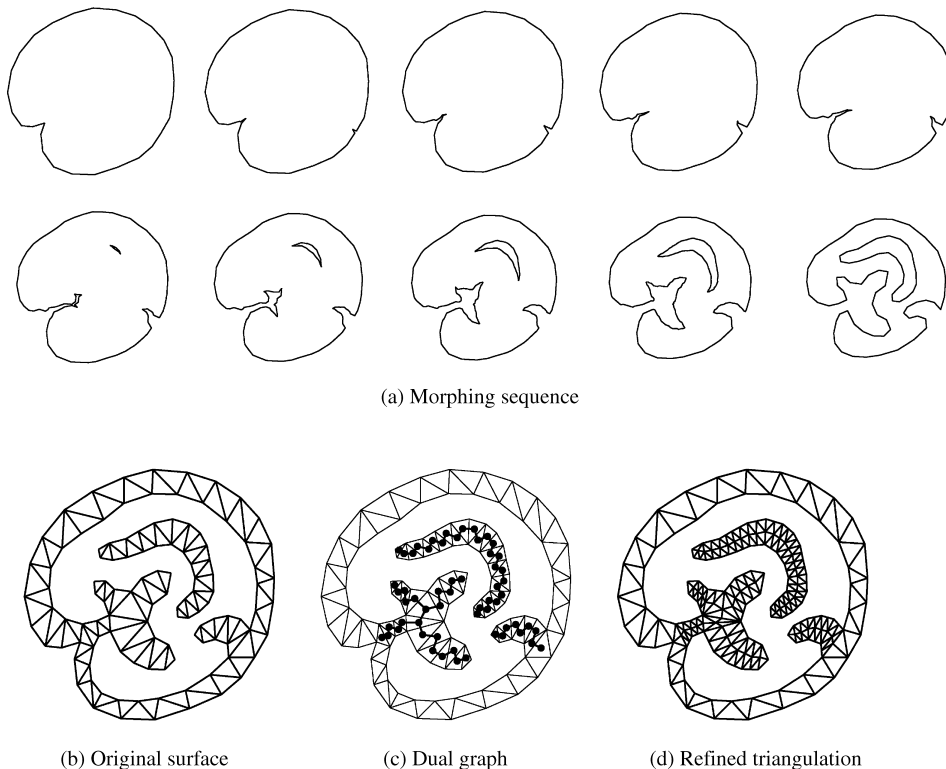 (a) Morphing sequence
(b) Original surface
(c) Dual graph
(d) Refined triangulation